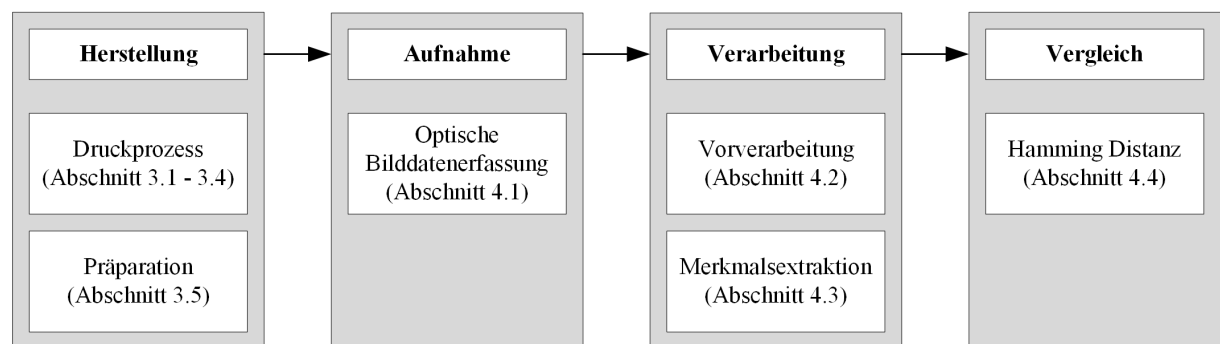 Herstellung
Druckprozess
(Abschnitt 3.1 - 3.4)
Präparation
(Abschnitt 3.5)
Aufnahme
Optische
Bilddatenerfassung
(Abschnitt 4.1)
Verarbeitung
Vorverarbeitung
(Abschnitt 4.2)
Merkmalsextraktion
(Abschnitt 4.3)
Vergleich
Hamming Distanz
(Abschnitt 4.4)